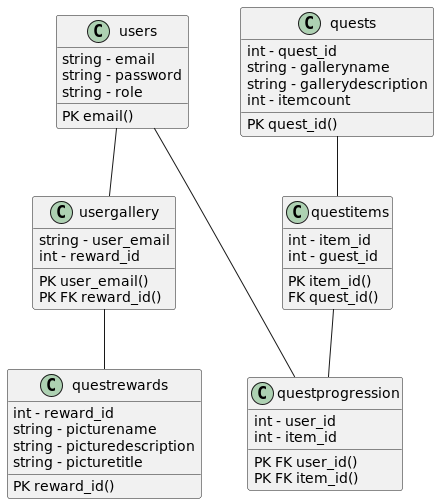 C users
string - email
string - password
string - role
PK email()
C quests
int - quest_id
string - galleryname
string - gallerydescription
int - itemcount
PK quest_id()
C usergallery
string - user_email
int - reward_id
PK user_email()
PK FK reward_id()
C questitems
int - item_id
int - guest_id
PK item_id()
FK quest_id()
C questrewards
int - reward_id
string - picturename
string - picturedescription
string - picturetitle
PK reward_id()
C questprogression
int - user_id
int - item_id
PK FK user_id()
PK FK item_id()